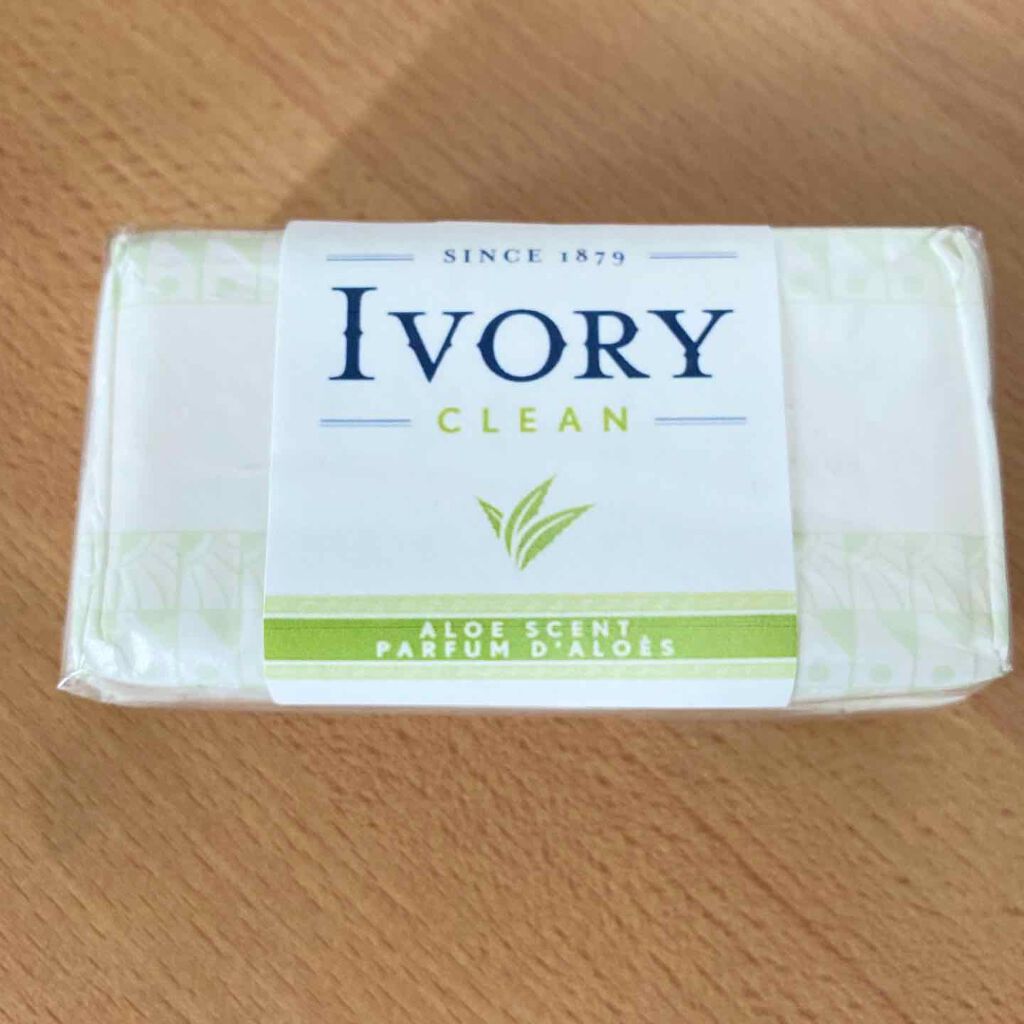 SINCE 1879
IVORY
CLEAN
ALOE SCENT
PARFUM D'ALOÈS